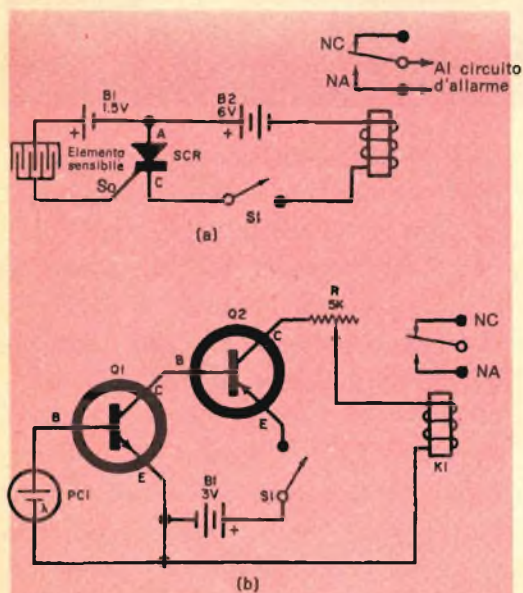 NC
Al circuito
d'allarme
NA
B1
1.5V
+
B2
6V
+
A
Elemento
sensibile
SCR
So
C
S1
(a)
R
5K
Q2
C
NC
Q1
B
C
NA
B
E
K1
E
B1
3V
+
S1
PC1
λ
(b)